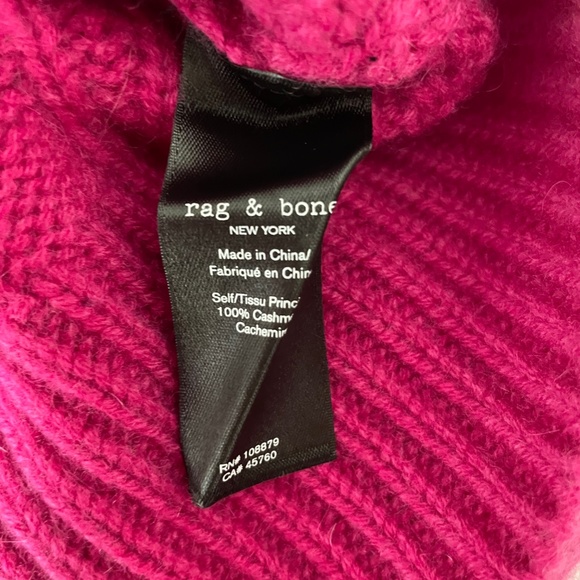 rag & bone
NEW YORK
Made in China/
Fabriqué en Chin
Self/Tissu Princi
100% Cashm
Cachemir
RN# 108879
CA# 45760